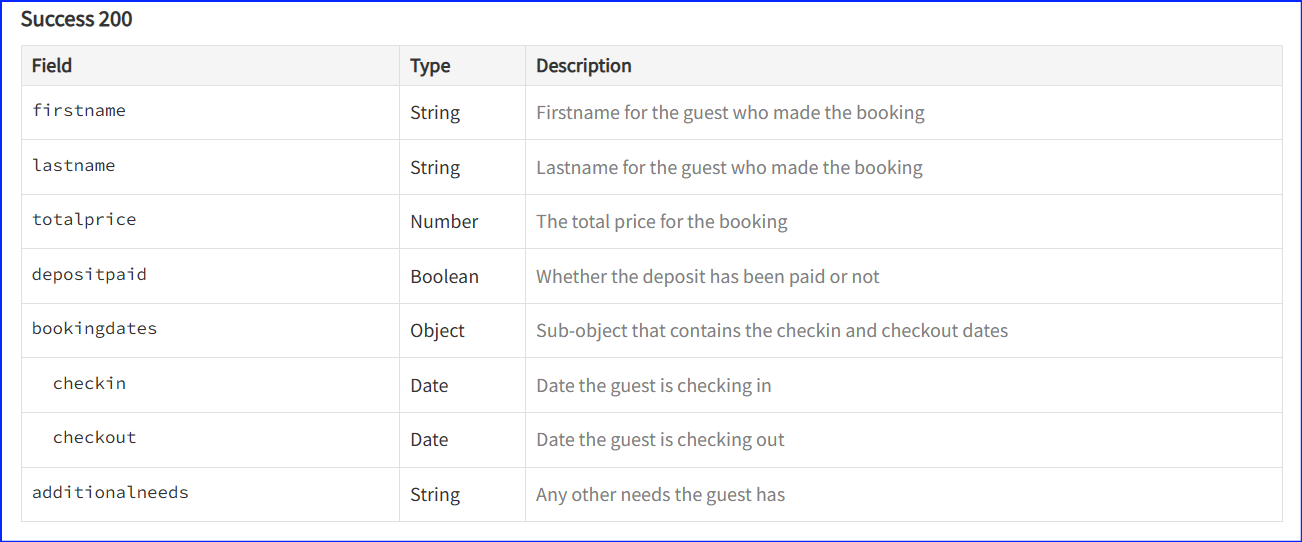 Success 200
Field Type Description
firstname String Firstname for the guest who made the booking
lastname String Lastname for the guest who made the booking
totalprice Number The total price for the booking
depositpaid Boolean Whether the deposit has been paid or not
bookingdates Object Sub-object that contains the checkin and checkout dates
checkin Date Date the guest is checking in
checkout Date Date the guest is checking out
additionalneeds String Any other needs the guest has